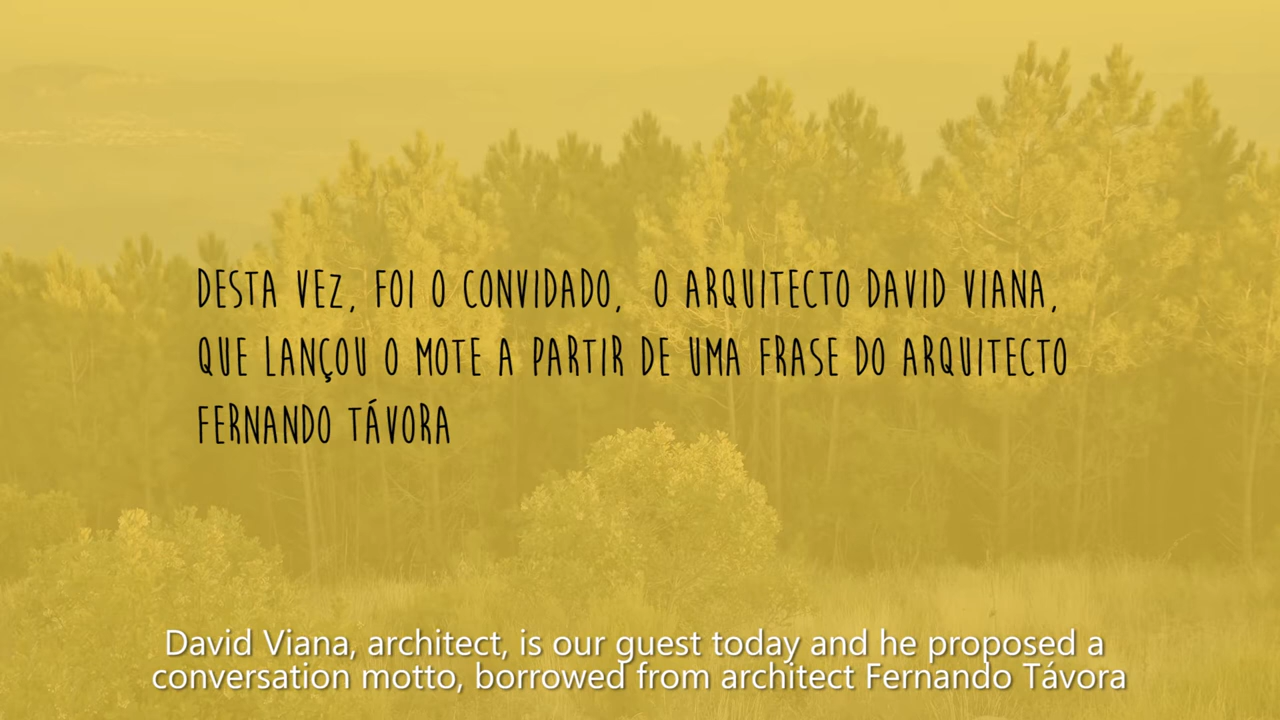 DESTA VEZ, FOI O CONVIDADO, O ARQUITECTO DAVID VIANA,
QUE LANÇOU O MOTE A PARTIR DE UMA FRASE DO ARQUITECTO
FERNANDO TÁVORA
David Viana, architect, is our guest today and he proposed a
conversation motto, borrowed from architect Fernando Távora